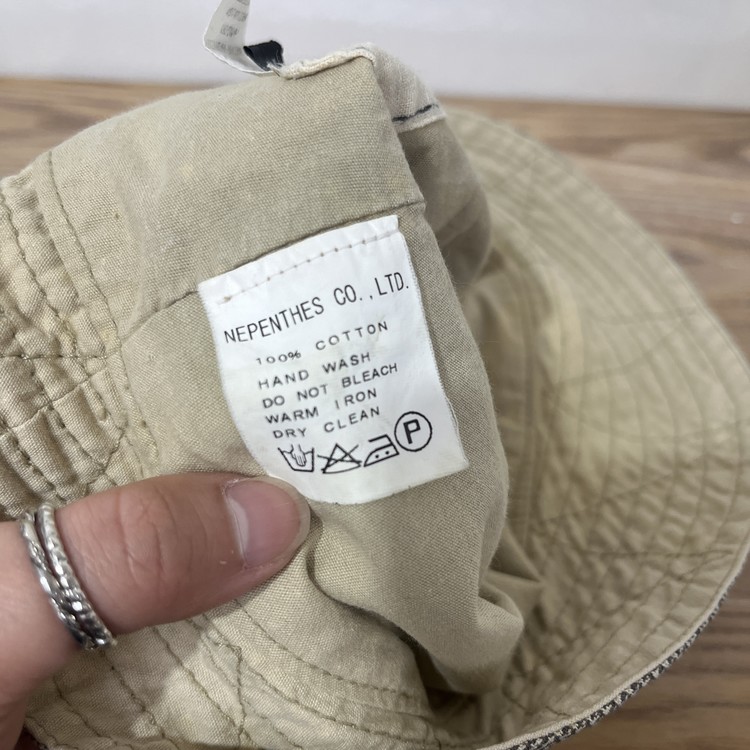 NEPENTHES CO.,LTD.
100% COTTON
HAND WASH
DO NOT BLEACH
WARM IRON
DRY CLEAN
P